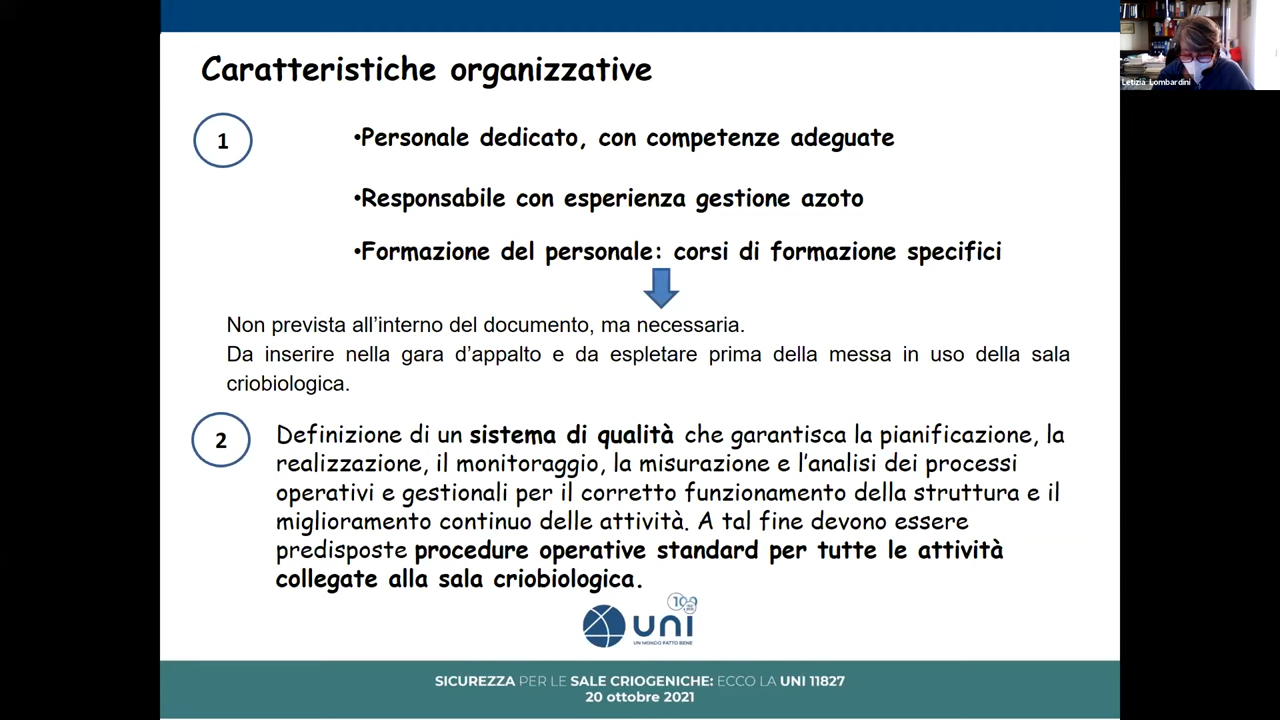 Caratteristiche organizzative
1
•Personale dedicato, con competenze adeguate
•Responsabile con esperienza gestione azoto
•Formazione del personale: corsi di formazione specifici
Non prevista all'interno del documento, ma necessaria.
Da inserire nella gara d'appalto e da espletare prima della messa in uso della sala
criobiologica.
2
Definizione di un sistema di qualità che garantisca la pianificazione, la
realizzazione, il monitoraggio, la misurazione e l'analisi dei processi
operativi e gestionali per il corretto funzionamento della struttura e il
miglioramento continuo delle attività. A tal fine devono essere
predisposte procedure operative standard per tutte le attività
collegate alla sala criobiologica.
100
uni
UN MONDO FATTO BENE
SICUREZZA PER LE SALE CRIOGENICHE: ECCO LA UNI 11827
20 ottobre 2021
Letizia Lombardini